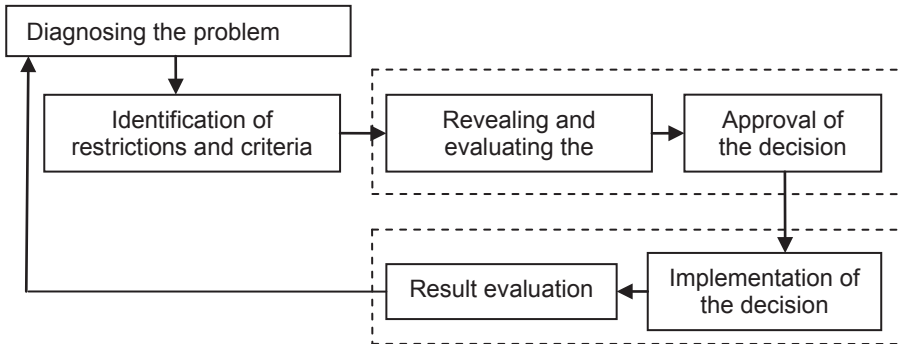 Diagnosing the problem
Identification of
restrictions and criteria
Revealing and
evaluating the
Approval of
the decision
Implementation of
the decision
Result evaluation